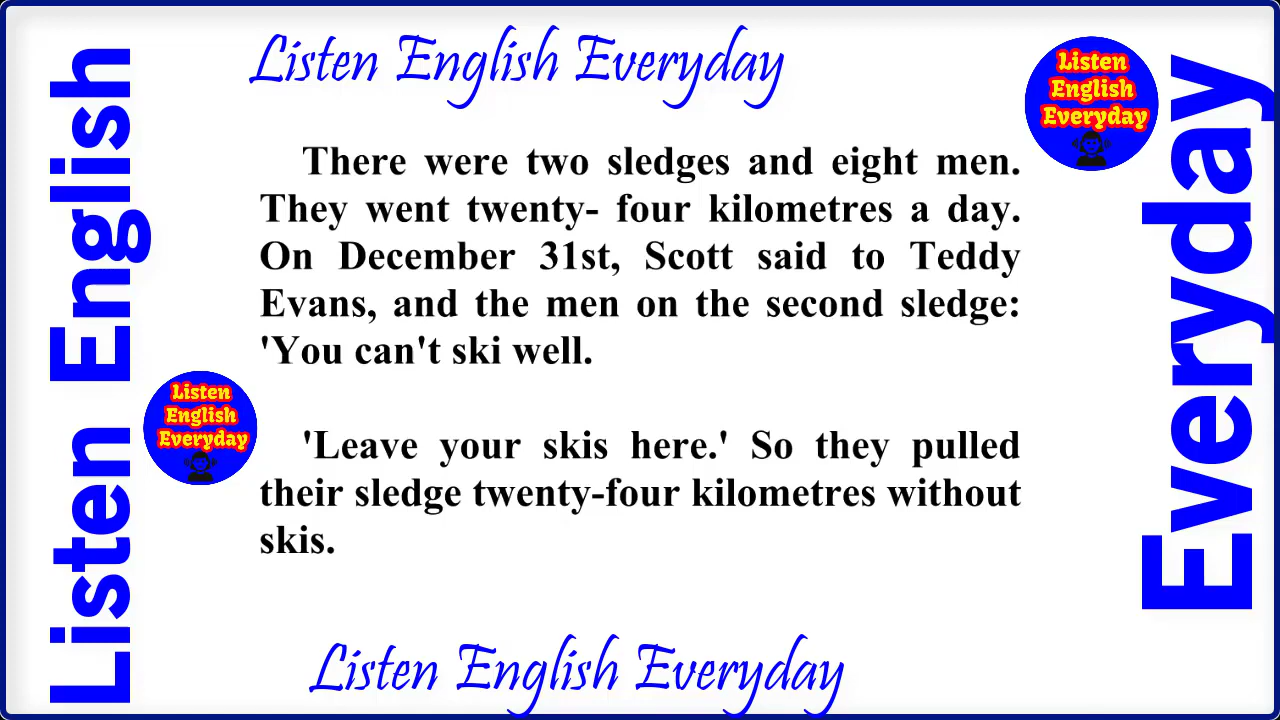 Listen English Everyday
Listen
English
Everyday
There were two sledges and eight men.
They went twenty- four kilometres a day.
On December 31st, Scott said to Teddy
Evans, and the men on the second sledge:
'You can't ski well.
'Leave your skis here.' So they pulled
their sledge twenty-four kilometres without
skis.
Listen English
Listen
English
Everyday
Everyday
Listen English Everyday